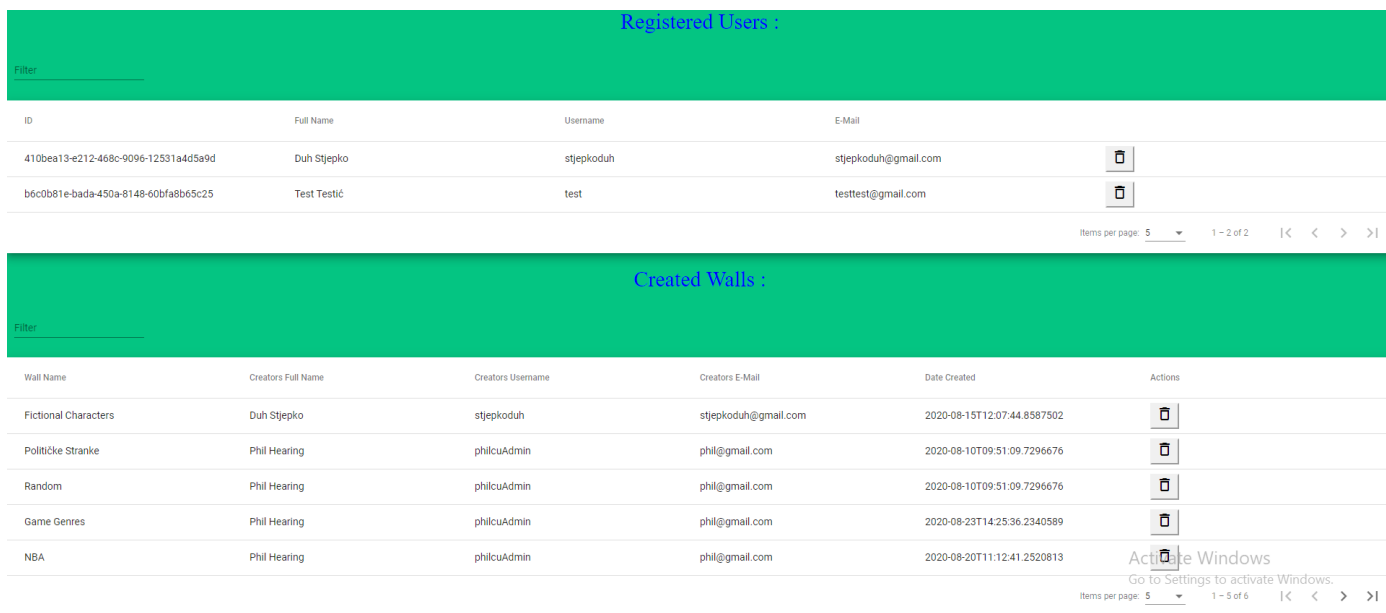 Registered Users :
Filter
ID Full Name Username E-Mail
410bea13-e212-468c-9096-12531a4d5a9d Duh Stjepko stjepkoduh stjepkoduh@gmail.com
b6c0b81e-bada-450a-8148-60bfa8b65c25 Test Testić test testtest@gmail.com
Items per page: 5 1 – 2 of 2
Created Walls :
Filter
Wall Name Creators Full Name Creators Username Creators E-Mail Date Created Actions
Fictional Characters Duh Stjepko stjepkoduh stjepkoduh@gmail.com 2020-08-15T12:07:44.8587502
Političke Stranke Phil Hearing philcuAdmin phil@gmail.com 2020-08-10T09:51:09.7296676
Random Phil Hearing philcuAdmin phil@gmail.com 2020-08-10T09:51:09.7296676
Game Genres Phil Hearing philcuAdmin phil@gmail.com 2020-08-23T14:25:36.2340589
NBA Phil Hearing philcuAdmin phil@gmail.com 2020-08-20T11:12:41.2520813
Activate Windows
Go to Settings to activate Windows.
Items per page: 5 1 – 5 of 6